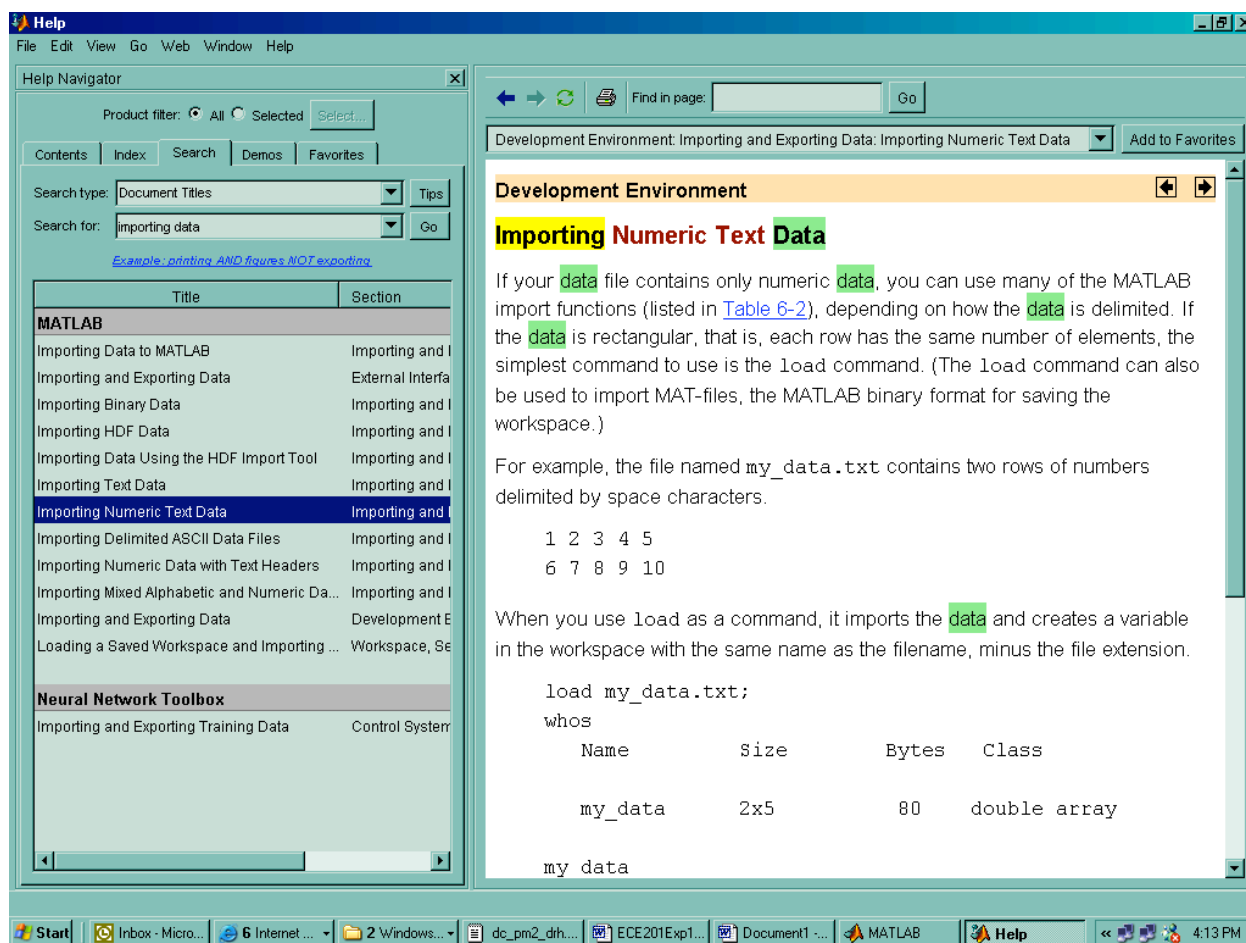 Help
File Edit View Go Web Window Help
Help Navigator
Product filter: All Selected Select...
Contents Index Search Demos Favorites
Search type: Document Titles Tips
Search for: importing data Go
Example: printing AND figures NOT exporting
Title Section
MATLAB
Importing Data to MATLAB Importing and I
Importing and Exporting Data External Interfa
Importing Binary Data Importing and I
Importing HDF Data Importing and I
Importing Data Using the HDF Import Tool Importing and I
Importing Text Data Importing and I
Importing Numeric Text Data Importing and I
Importing Delimited ASCII Data Files Importing and I
Importing Numeric Data with Text Headers Importing and I
Importing Mixed Alphabetic and Numeric Da... Importing and I
Importing and Exporting Data Development E
Loading a Saved Workspace and Importing ... Workspace, Se
Neural Network Toolbox
Importing and Exporting Training Data Control System
Find in page: Go
Development Environment: Importing and Exporting Data: Importing Numeric Text Data Add to Favorites
Development Environment
Importing Numeric Text Data
If your data file contains only numeric data, you can use many of the MATLAB
import functions (listed in Table 6-2), depending on how the data is delimited. If
the data is rectangular, that is, each row has the same number of elements, the
simplest command to use is the load command. (The load command can also
be used to import MAT-files, the MATLAB binary format for saving the
workspace.)
For example, the file named my_data.txt contains two rows of numbers
delimited by space characters.
1 2 3 4 5
6 7 8 9 10
When you use load as a command, it imports the data and creates a variable
in the workspace with the same name as the filename, minus the file extension.
load my_data.txt;
whos
Name Size Bytes Class
my_data 2x5 80 double array
my data
Start Inbox - Micro... 6 Internet ... 2 Windows... dc_pm2_drh.... ECE201Exp1... Document1 -... MATLAB Help « 4:13 PM